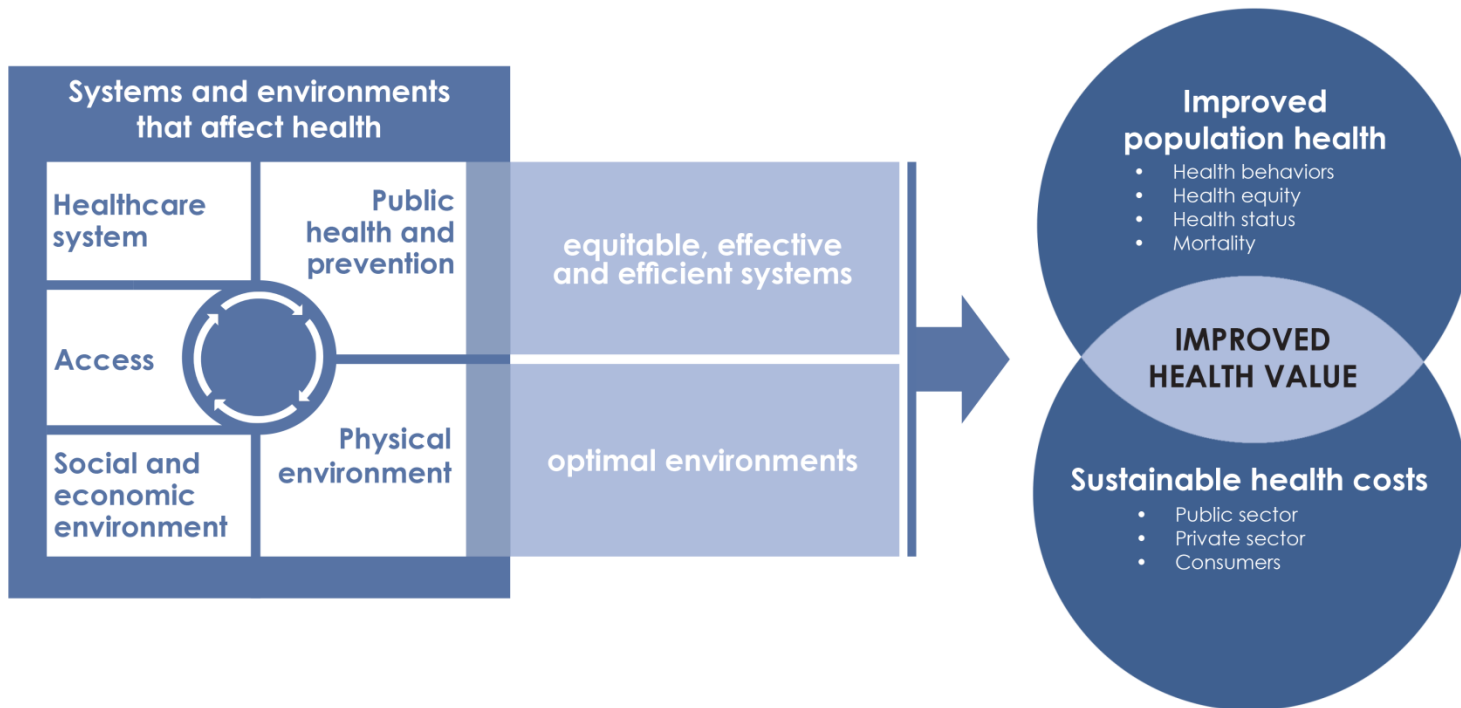 Systems and environments
that affect health
Healthcare
system
Public
health and
prevention
Access
Social and
economic
environment
Physical
environment
equitable, effective
and efficient systems
optimal environments
Improved
population health
• Health behaviors
• Health equity
• Health status
• Mortality
IMPROVED
HEALTH VALUE
Sustainable health costs
• Public sector
• Private sector
• Consumers